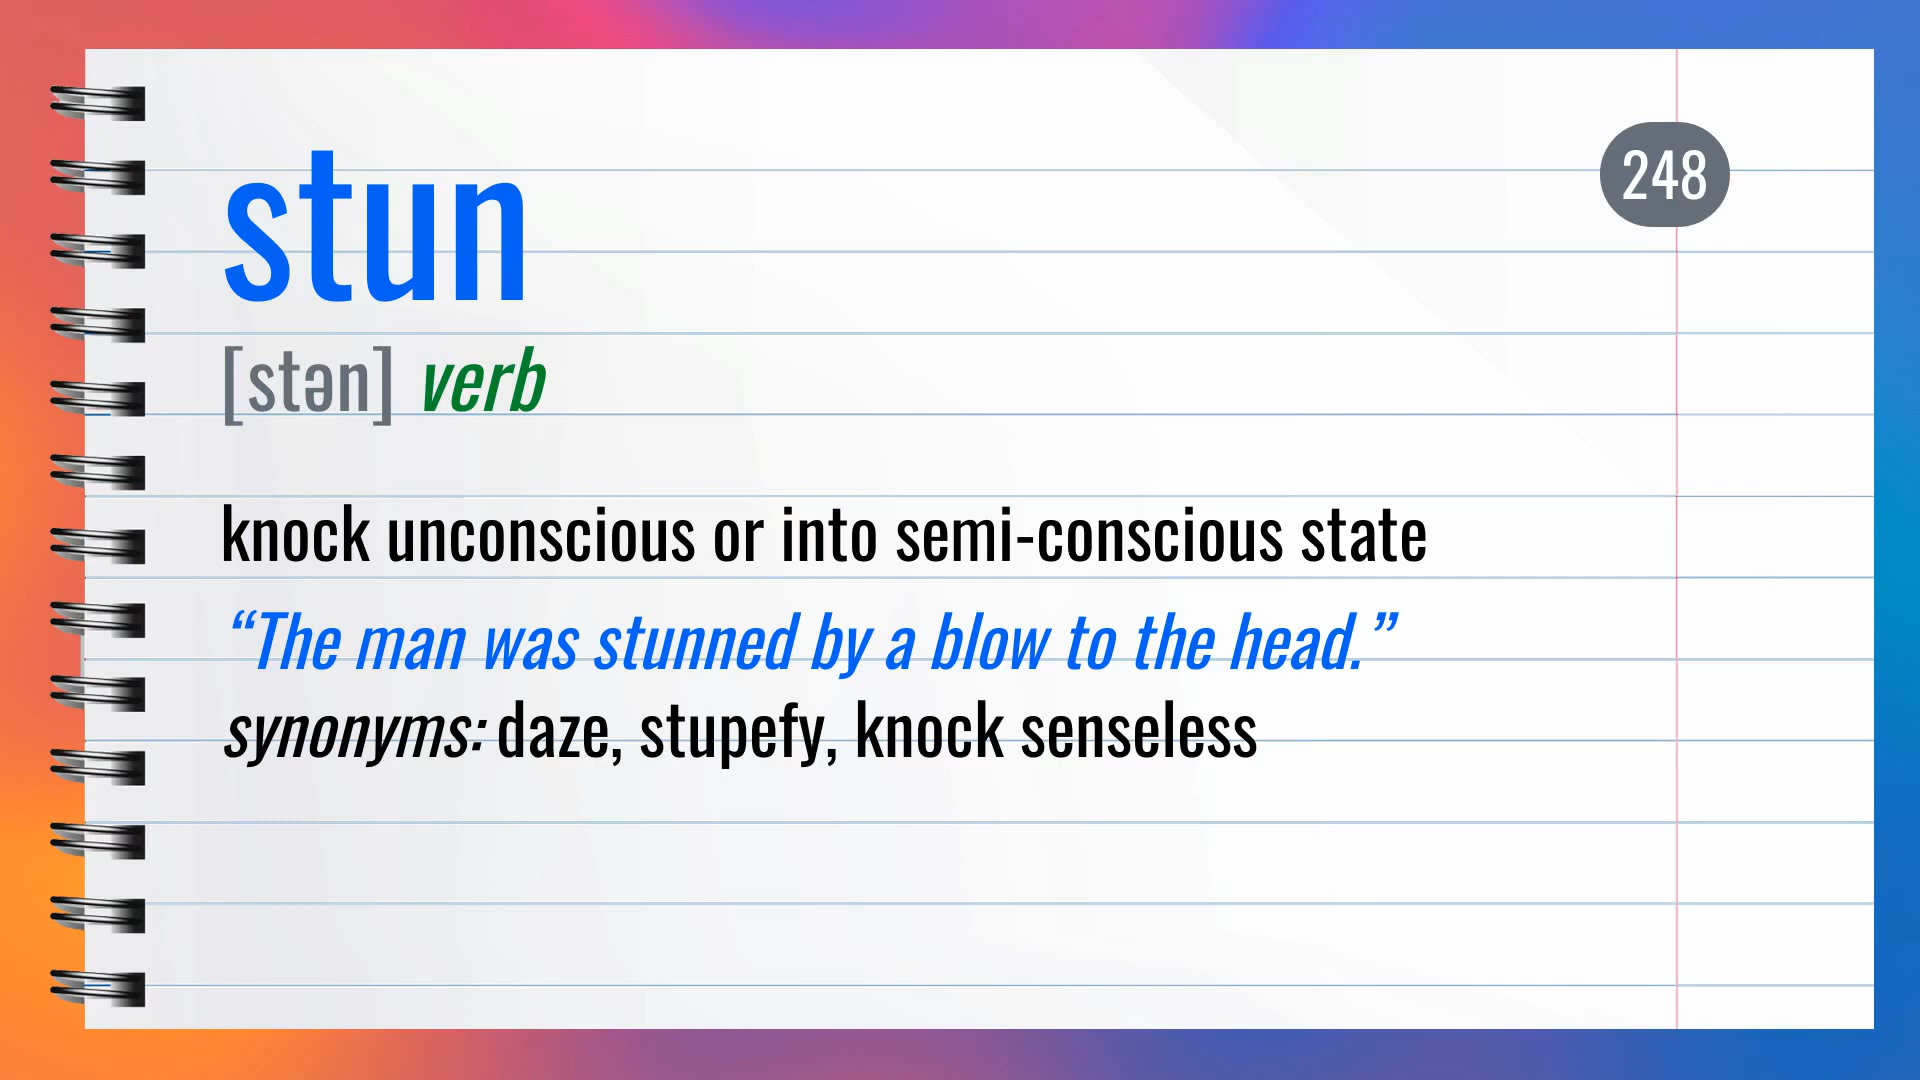 stun
248
[stən] verb
knock unconscious or into semi-conscious state
“The man was stunned by a blow to the head.”
synonyms: daze, stupefy, knock senseless